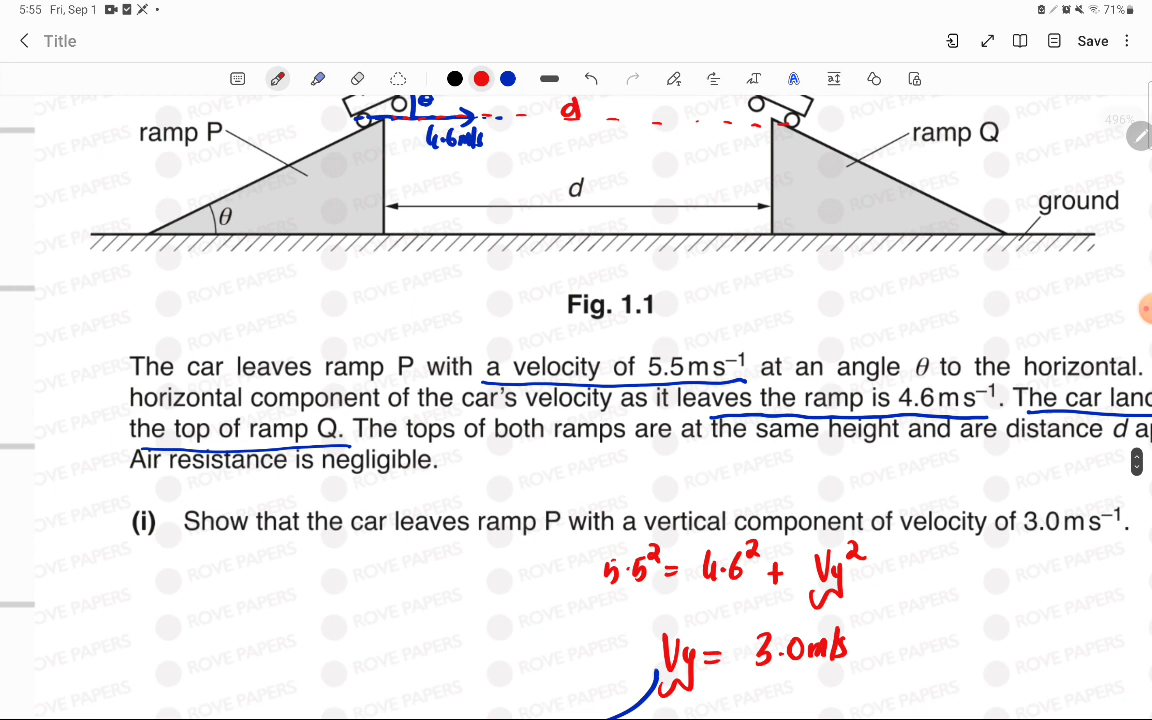 5:55 Fri, Sep 1
71%
Title
Save
θ
d
4.6m/s
496%
ramp P
ramp Q
d
θ
ground
Fig. 1.1
The car leaves ramp P with a velocity of 5.5 m s⁻¹ at an angle θ to the horizontal.
horizontal component of the car's velocity as it leaves the ramp is 4.6 m s⁻¹. The car lan
the top of ramp Q. The tops of both ramps are at the same height and are distance d a
Air resistance is negligible.
(i) Show that the car leaves ramp P with a vertical component of velocity of 3.0 m s⁻¹.
5.5² = 4.6² + Vy²
Vy = 3.0m/s
ROVE PAPERS